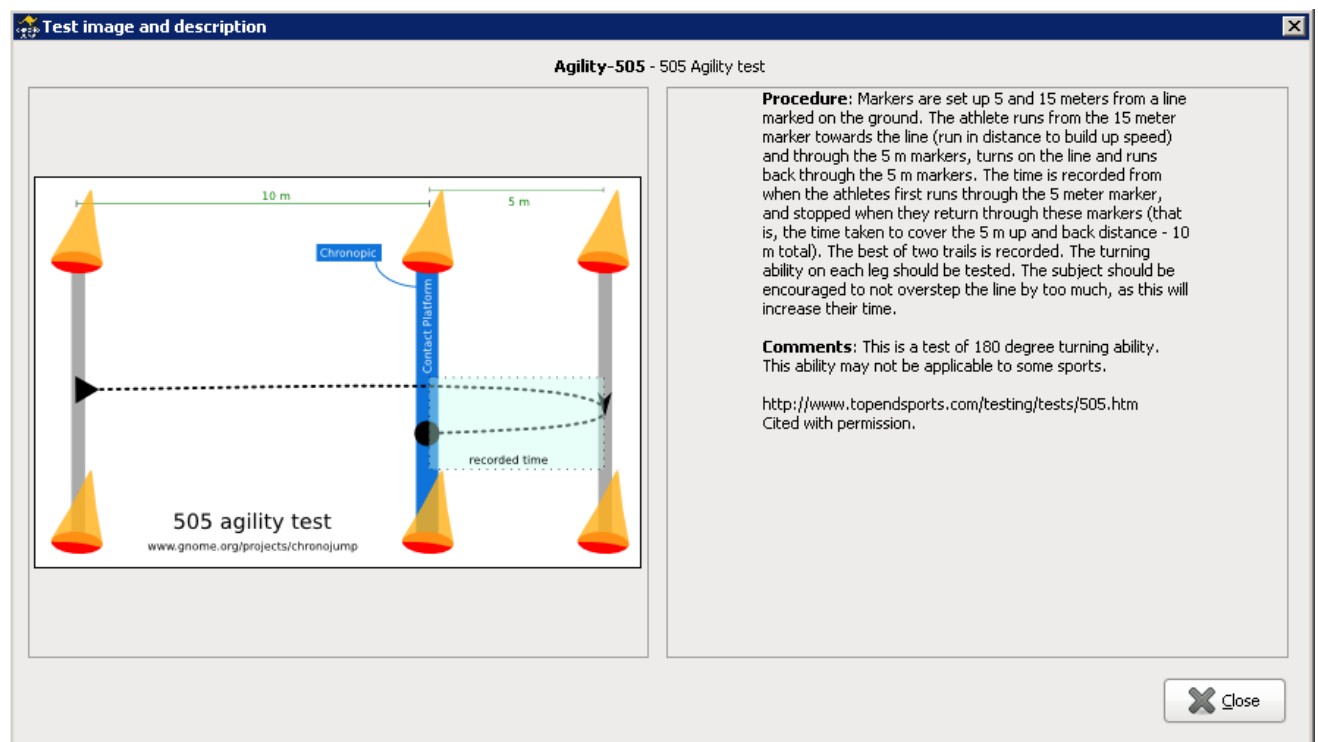 Test image and description
Agility-505 - 505 Agility test
10 m
5 m
Chronopic
Contact Platform
recorded time
505 agility test
www.gnome.org/projects/chronojump
Procedure: Markers are set up 5 and 15 meters from a line
marked on the ground. The athlete runs from the 15 meter
marker towards the line (run in distance to build up speed)
and through the 5 m markers, turns on the line and runs
back through the 5 m markers. The time is recorded from
when the athletes first runs through the 5 meter marker,
and stopped when they return through these markers (that
is, the time taken to cover the 5 m up and back distance - 10
m total). The best of two trails is recorded. The turning
ability on each leg should be tested. The subject should be
encouraged to not overstep the line by too much, as this will
increase their time.
Comments: This is a test of 180 degree turning ability.
This ability may not be applicable to some sports.
http://www.topendsports.com/testing/tests/505.htm
Cited with permission.
Close